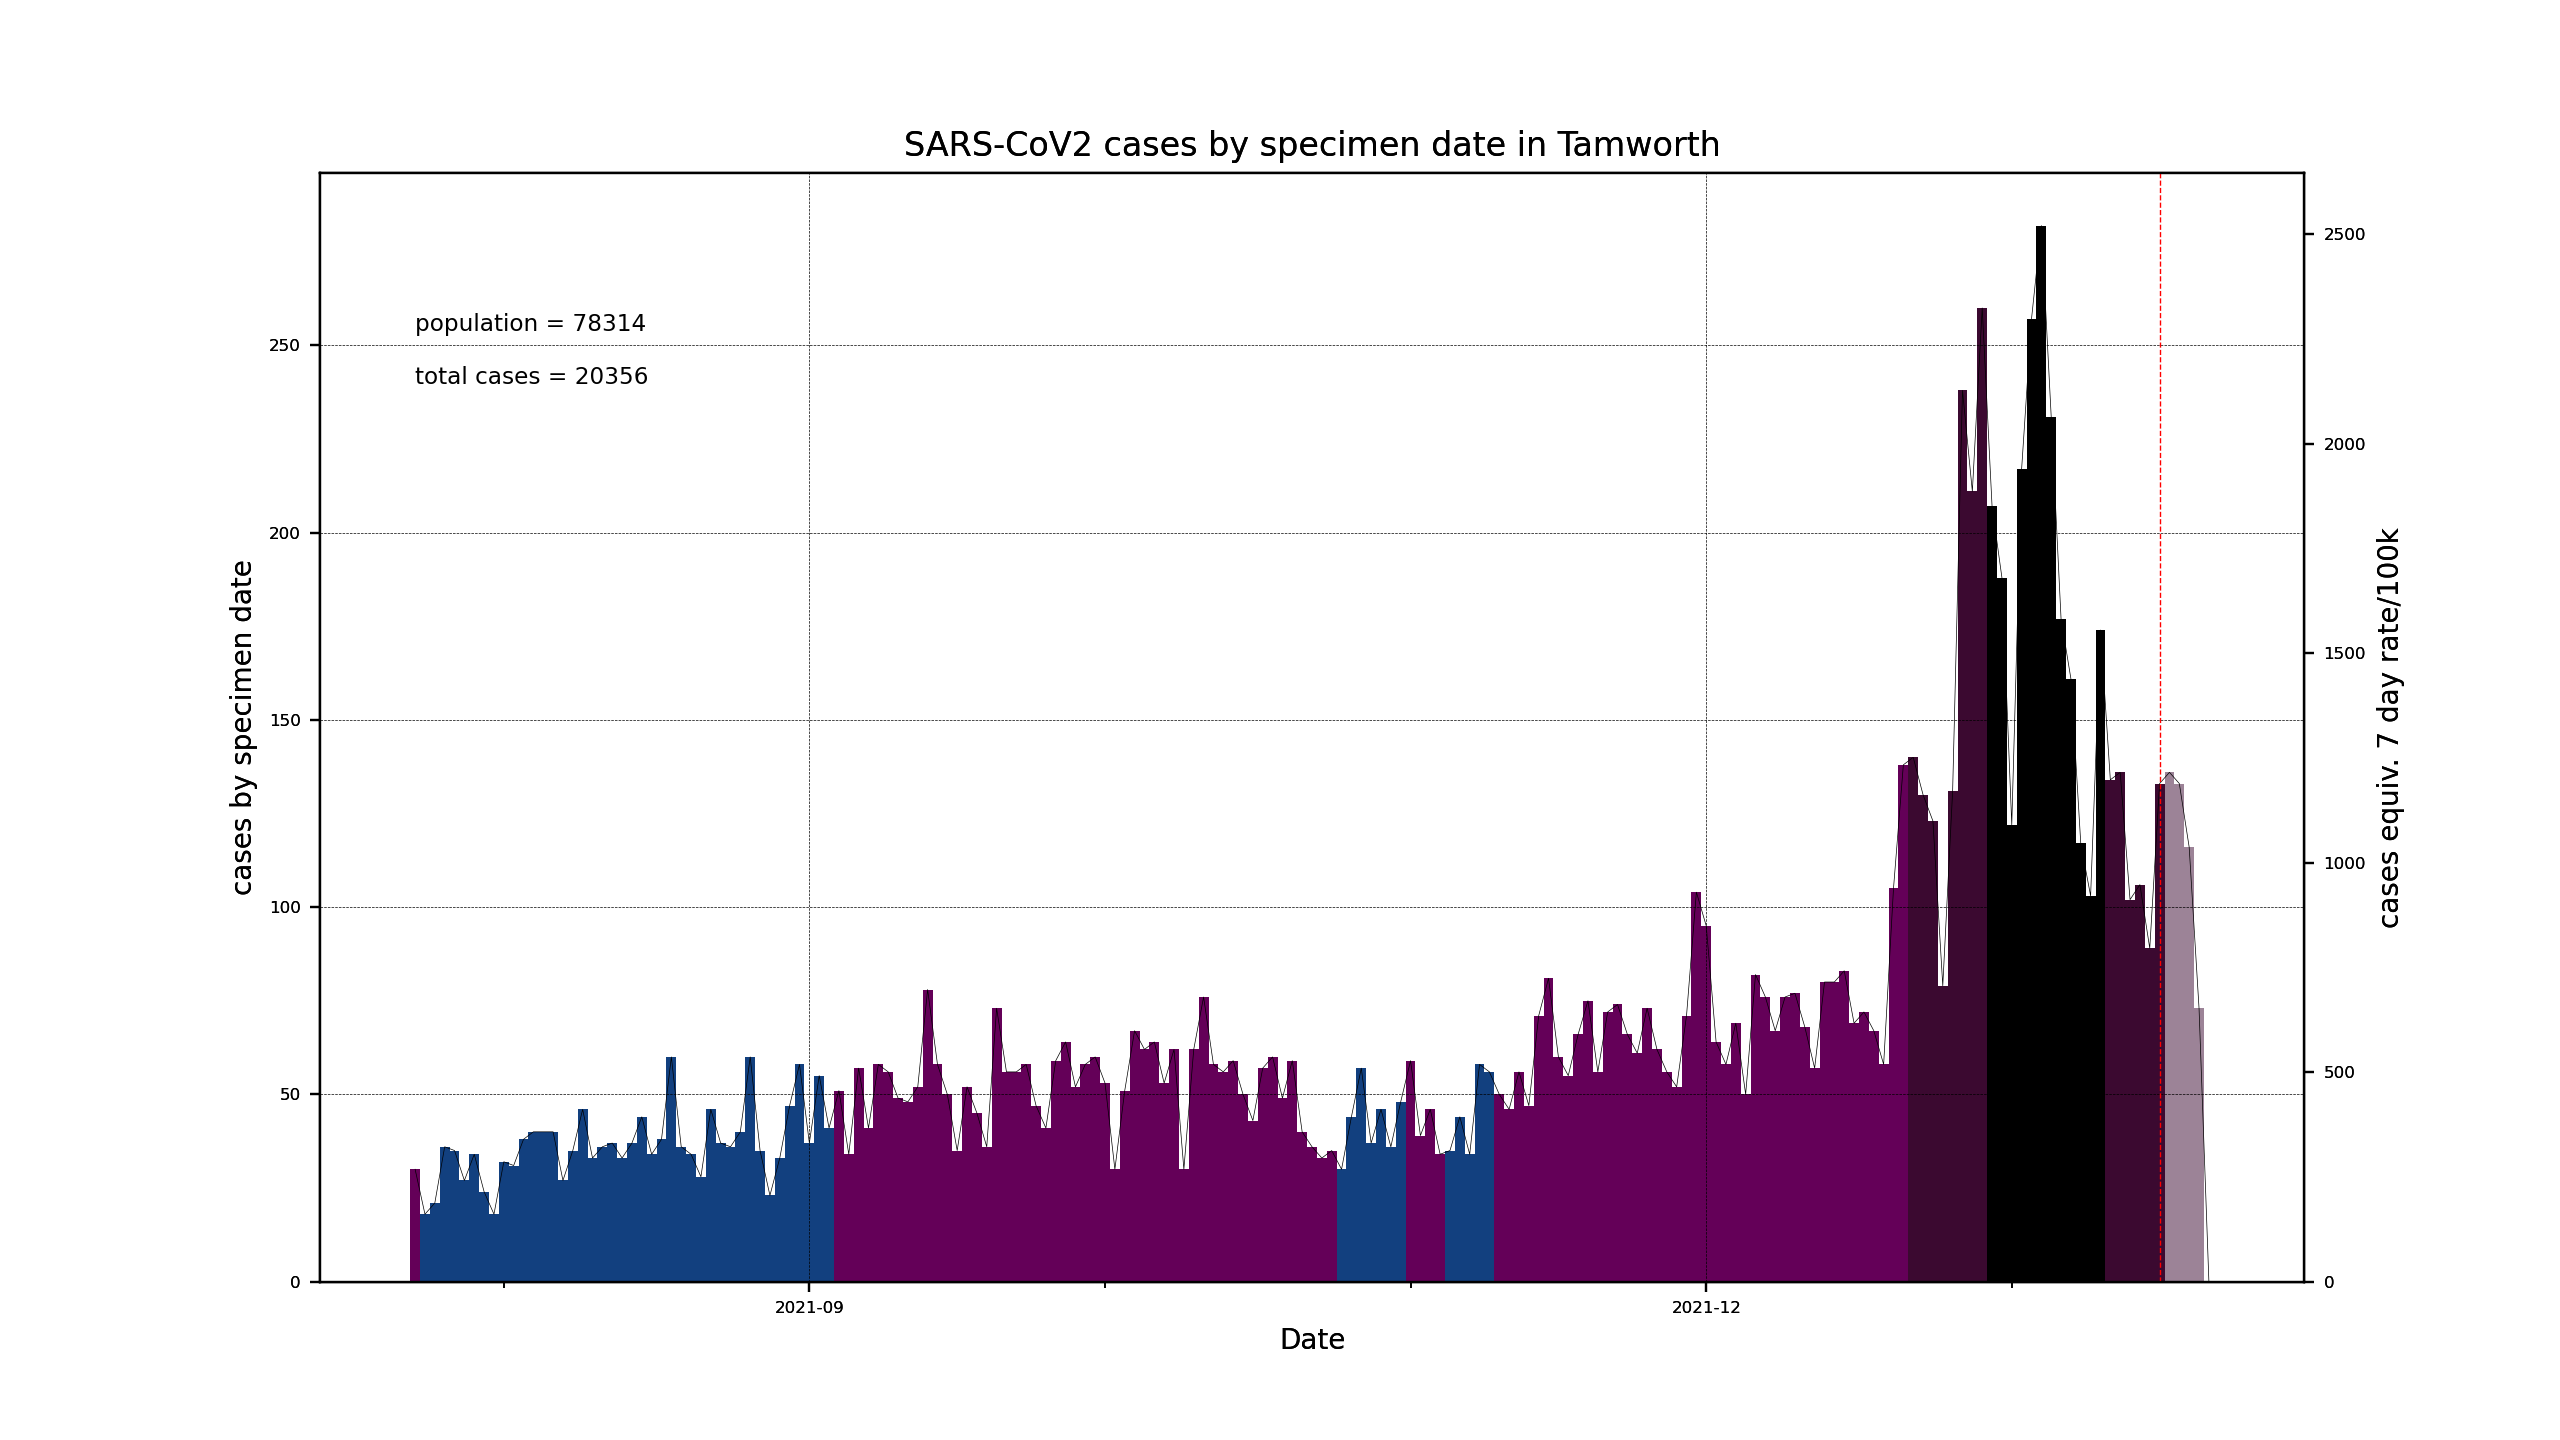 SARS-CoV2 cases by specimen date in Tamworth
population = 78314
total cases = 20356
cases by specimen date
250
200
150
100
50
0
2500
2000
1500
1000
500
0
cases equiv. 7 day rate/100k
2021-09
2021-12
Date